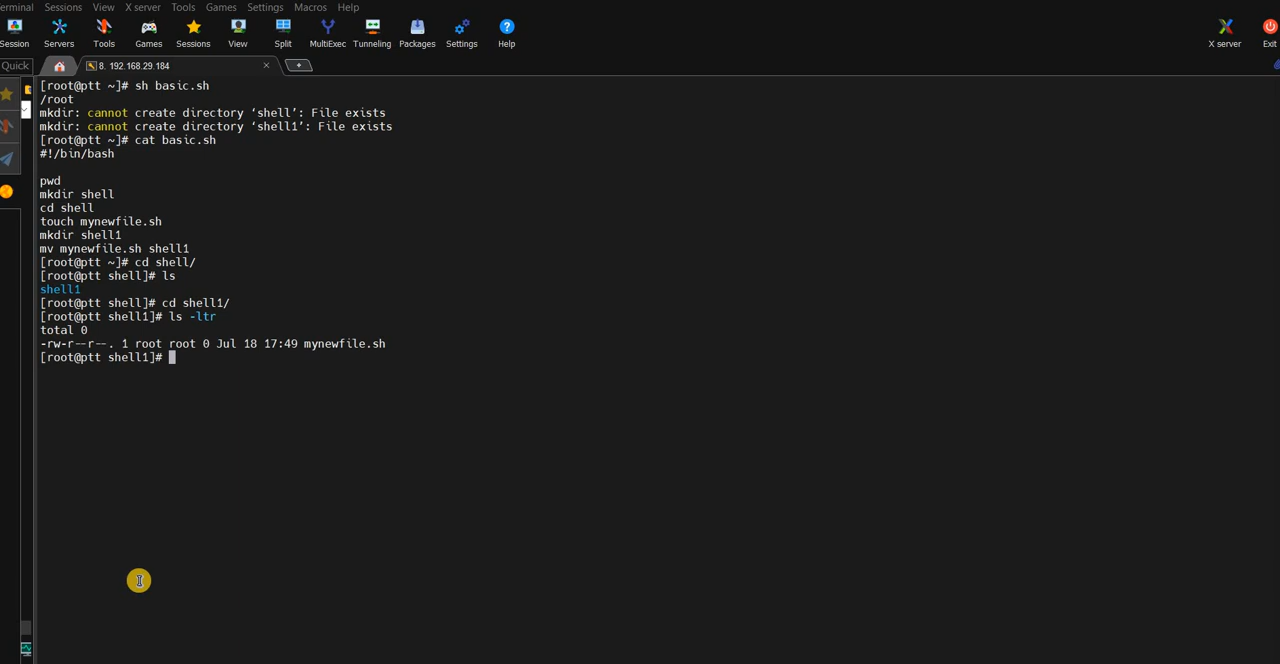 erminal Sessions View X server Tools Games Settings Macros Help
Session Servers Tools Games Sessions View Split MultiExec Tunneling Packages Settings Help X server Exit
Quick 8. 192.168.29.184
[root@ptt ~]# sh basic.sh
/root
mkdir: cannot create directory ‘shell’: File exists
mkdir: cannot create directory ‘shell1’: File exists
[root@ptt ~]# cat basic.sh
#!/bin/bash
pwd
mkdir shell
cd shell
touch mynewfile.sh
mkdir shell1
mv mynewfile.sh shell1
[root@ptt ~]# cd shell/
[root@ptt shell]# ls
shell1
[root@ptt shell]# cd shell1/
[root@ptt shell1]# ls -ltr
total 0
-rw-r--r--. 1 root root 0 Jul 18 17:49 mynewfile.sh
[root@ptt shell1]#